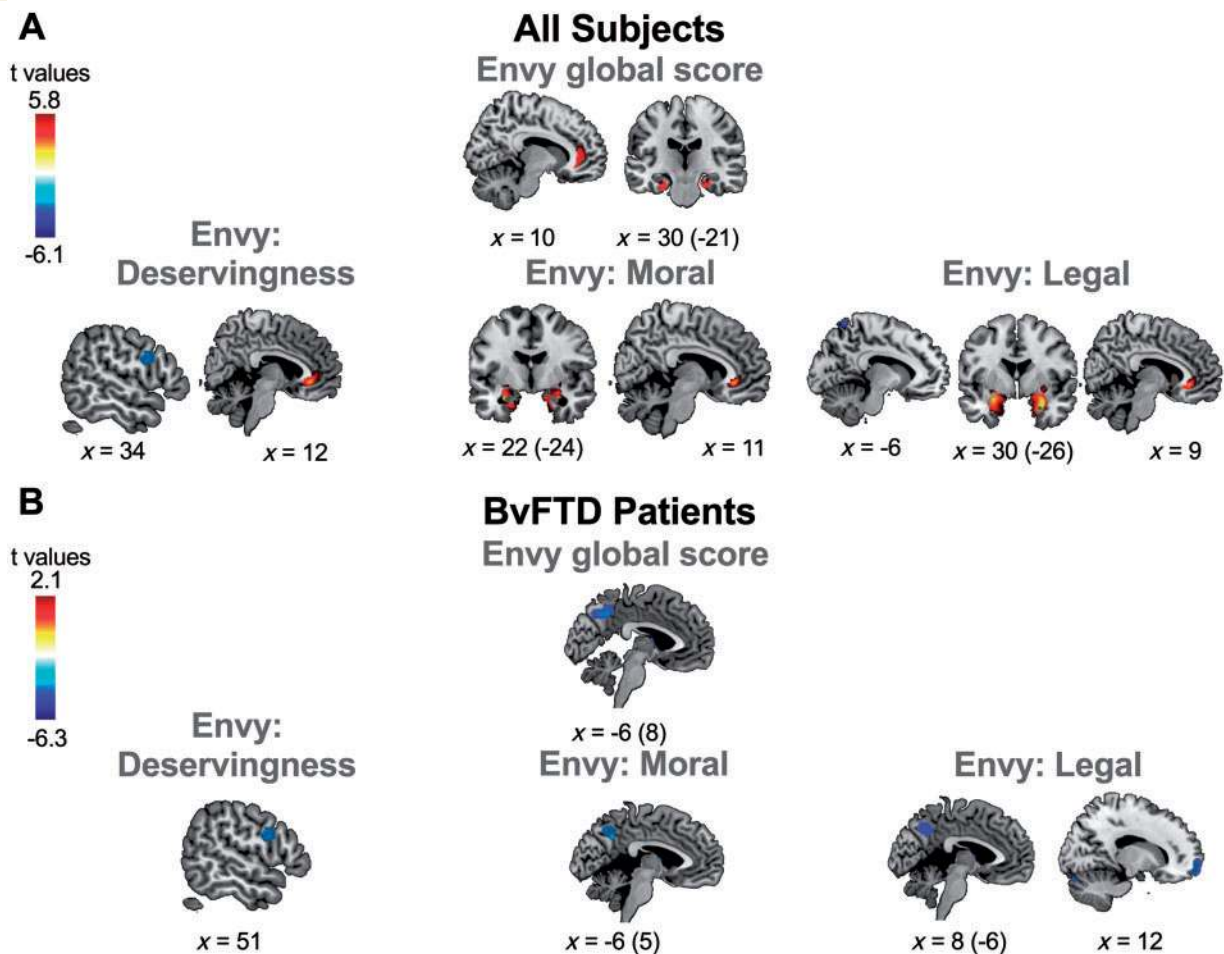 A
All Subjects
t values
Envy global score
5.8
-6.1
x = 10
x = 30 (-21)
Envy:
Deservingness
Envy: Moral
Envy: Legal
x = 34
x = 12
x = 22 (-24)
x = 11
x = -6
x = 30 (-26)
x = 9
B
BvFTD Patients
t values
Envy global score
2.1
-6.3
x = -6 (8)
Envy:
Deservingness
Envy: Moral
Envy: Legal
x = 51
x = -6 (5)
x = 8 (-6)
x = 12